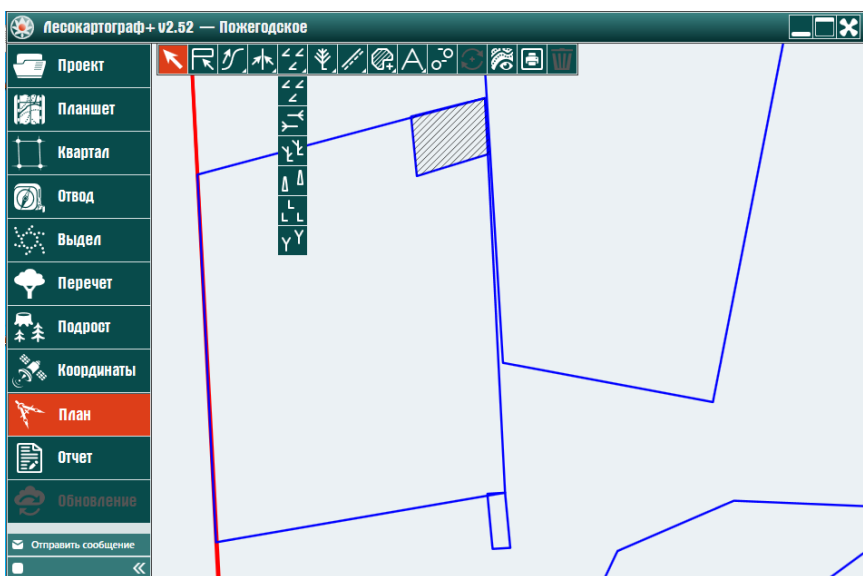 Лесокартограф+ v2.52 — Пожегодское
Проект
Планшет
Квартал
Отвод
Выдел
Перечет
Подрост
Координаты
План
Отчет
Обновление
Отправить сообщение